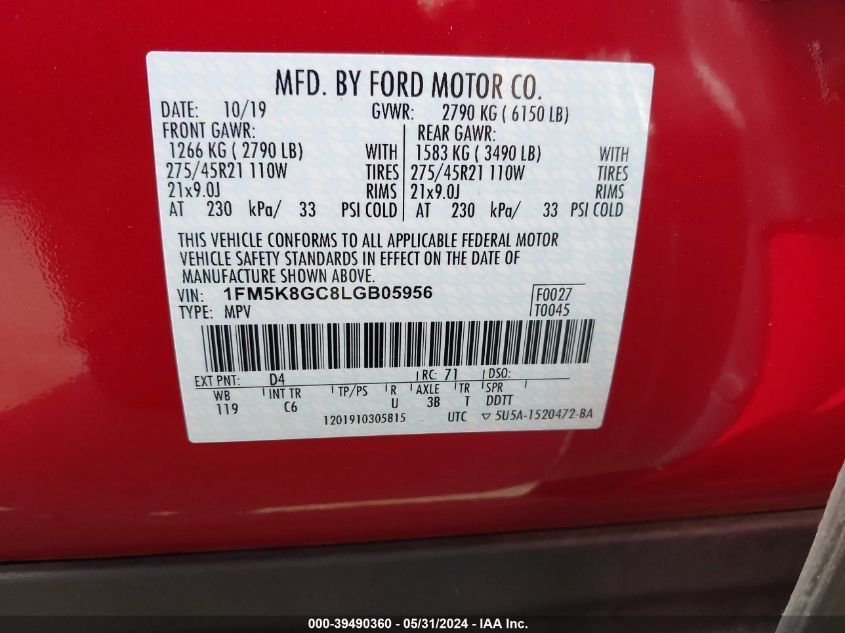 MFD. BY FORD MOTOR CO.
DATE: 10/19 GVWR: 2790 KG ( 6150 LB)
FRONT GAWR: REAR GAWR:
1266 KG ( 2790 LB) WITH 1583 KG ( 3490 LB) WITH
275/45R21 110W TIRES 275/45R21 110W TIRES
21x9.0J RIMS 21x9.0J RIMS
AT 230 kPa/ 33 PSI COLD AT 230 kPa/ 33 PSI COLD
THIS VEHICLE CONFORMS TO ALL APPLICABLE FEDERAL MOTOR
VEHICLE SAFETY STANDARDS IN EFFECT ON THE DATE OF
MANUFACTURE SHOWN ABOVE.
VIN: 1FM5K8GC8LGB05956 F0027
TYPE: MPV T0045
EXT PNT: D4 RC: 71 DSO:
WB INT TR TP/PS R AXLE TR SPR
119 C6 U 3B T DDTT
1201910305815 UTC ▽ 5U5A-1520472-BA
000-39490360 - 05/31/2024 - IAAI Inc.